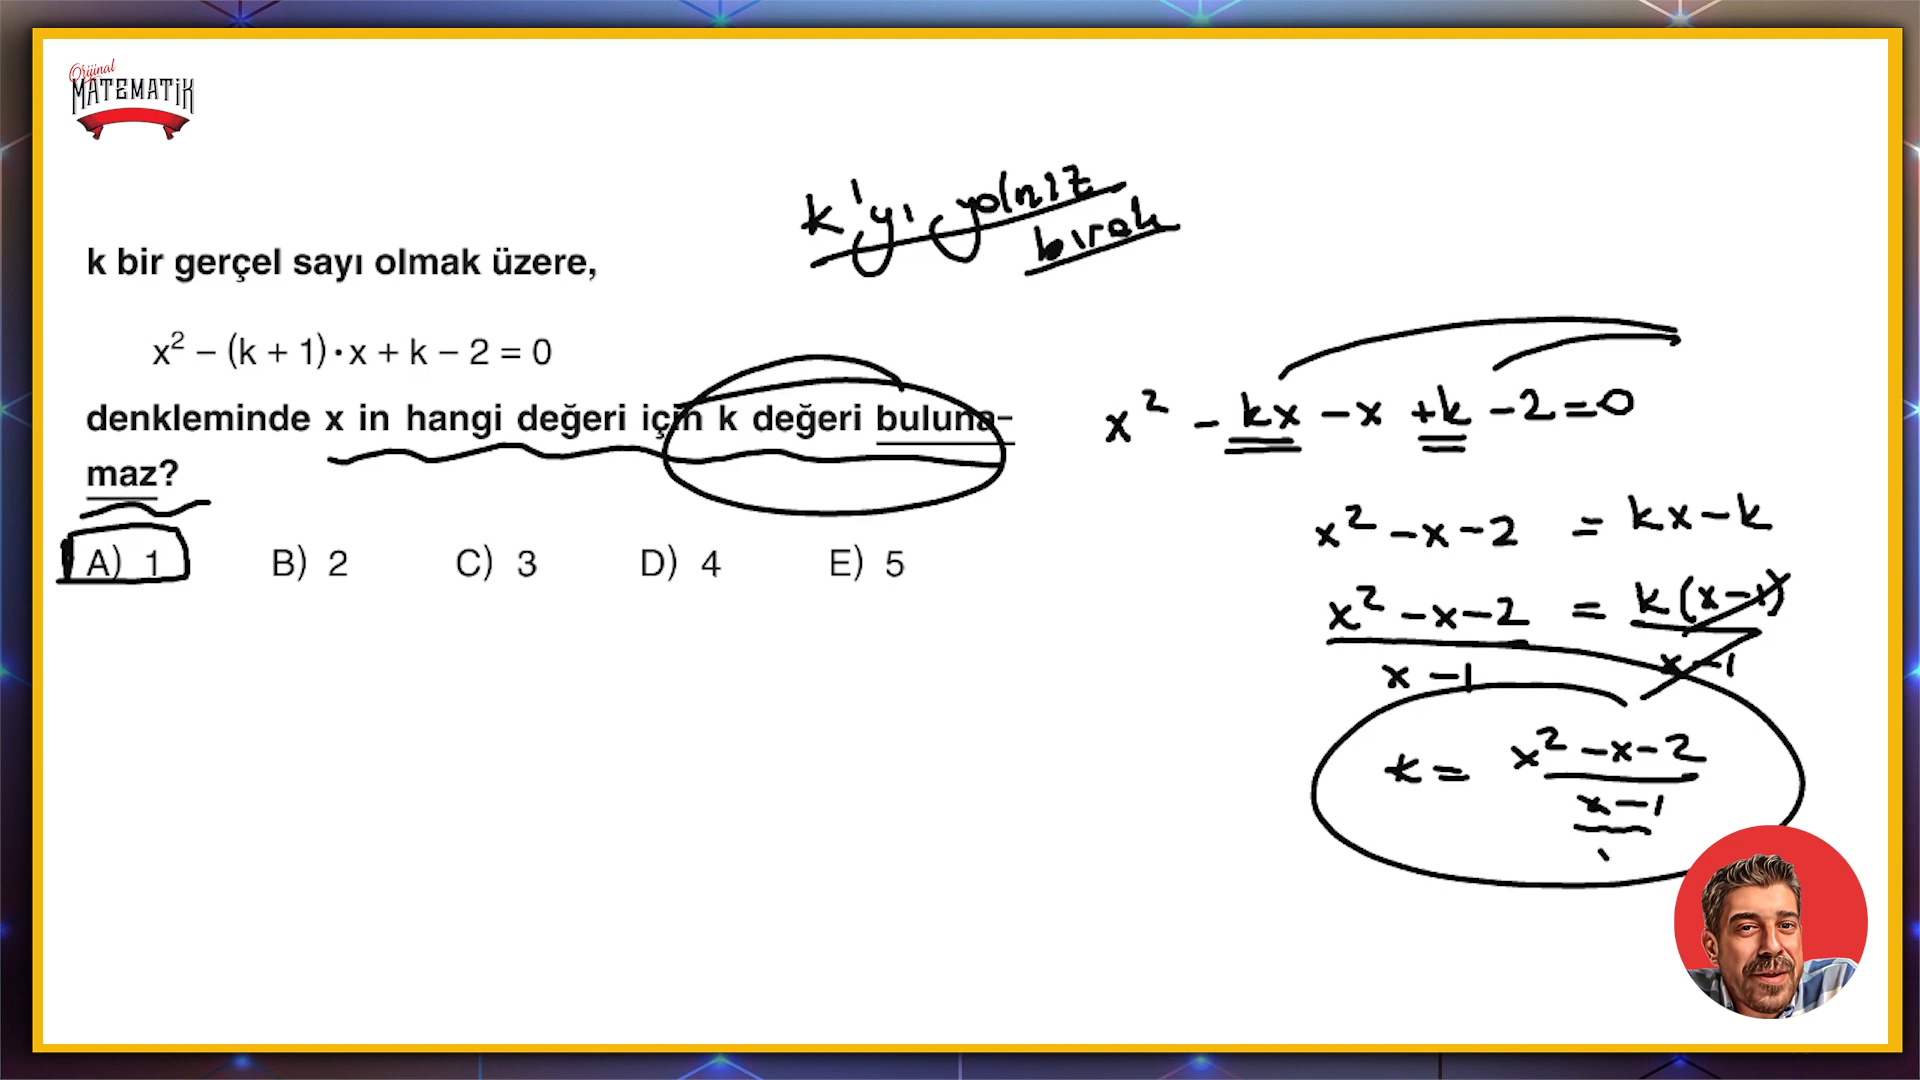 Orijinal
MATEMATİK
k'yı yalnız
bırak
k bir gerçel sayı olmak üzere,
x² − (k + 1)·x + k − 2 = 0
denkleminde x in hangi değeri için k değeri buluna-
maz?
A) 1 B) 2 C) 3 D) 4 E) 5
x² − kx − x + k − 2 = 0
x² − x − 2 = kx − k
x² − x − 2 = k(x − 1)
x − 1 x − 1
k = x² − x − 2
x − 1